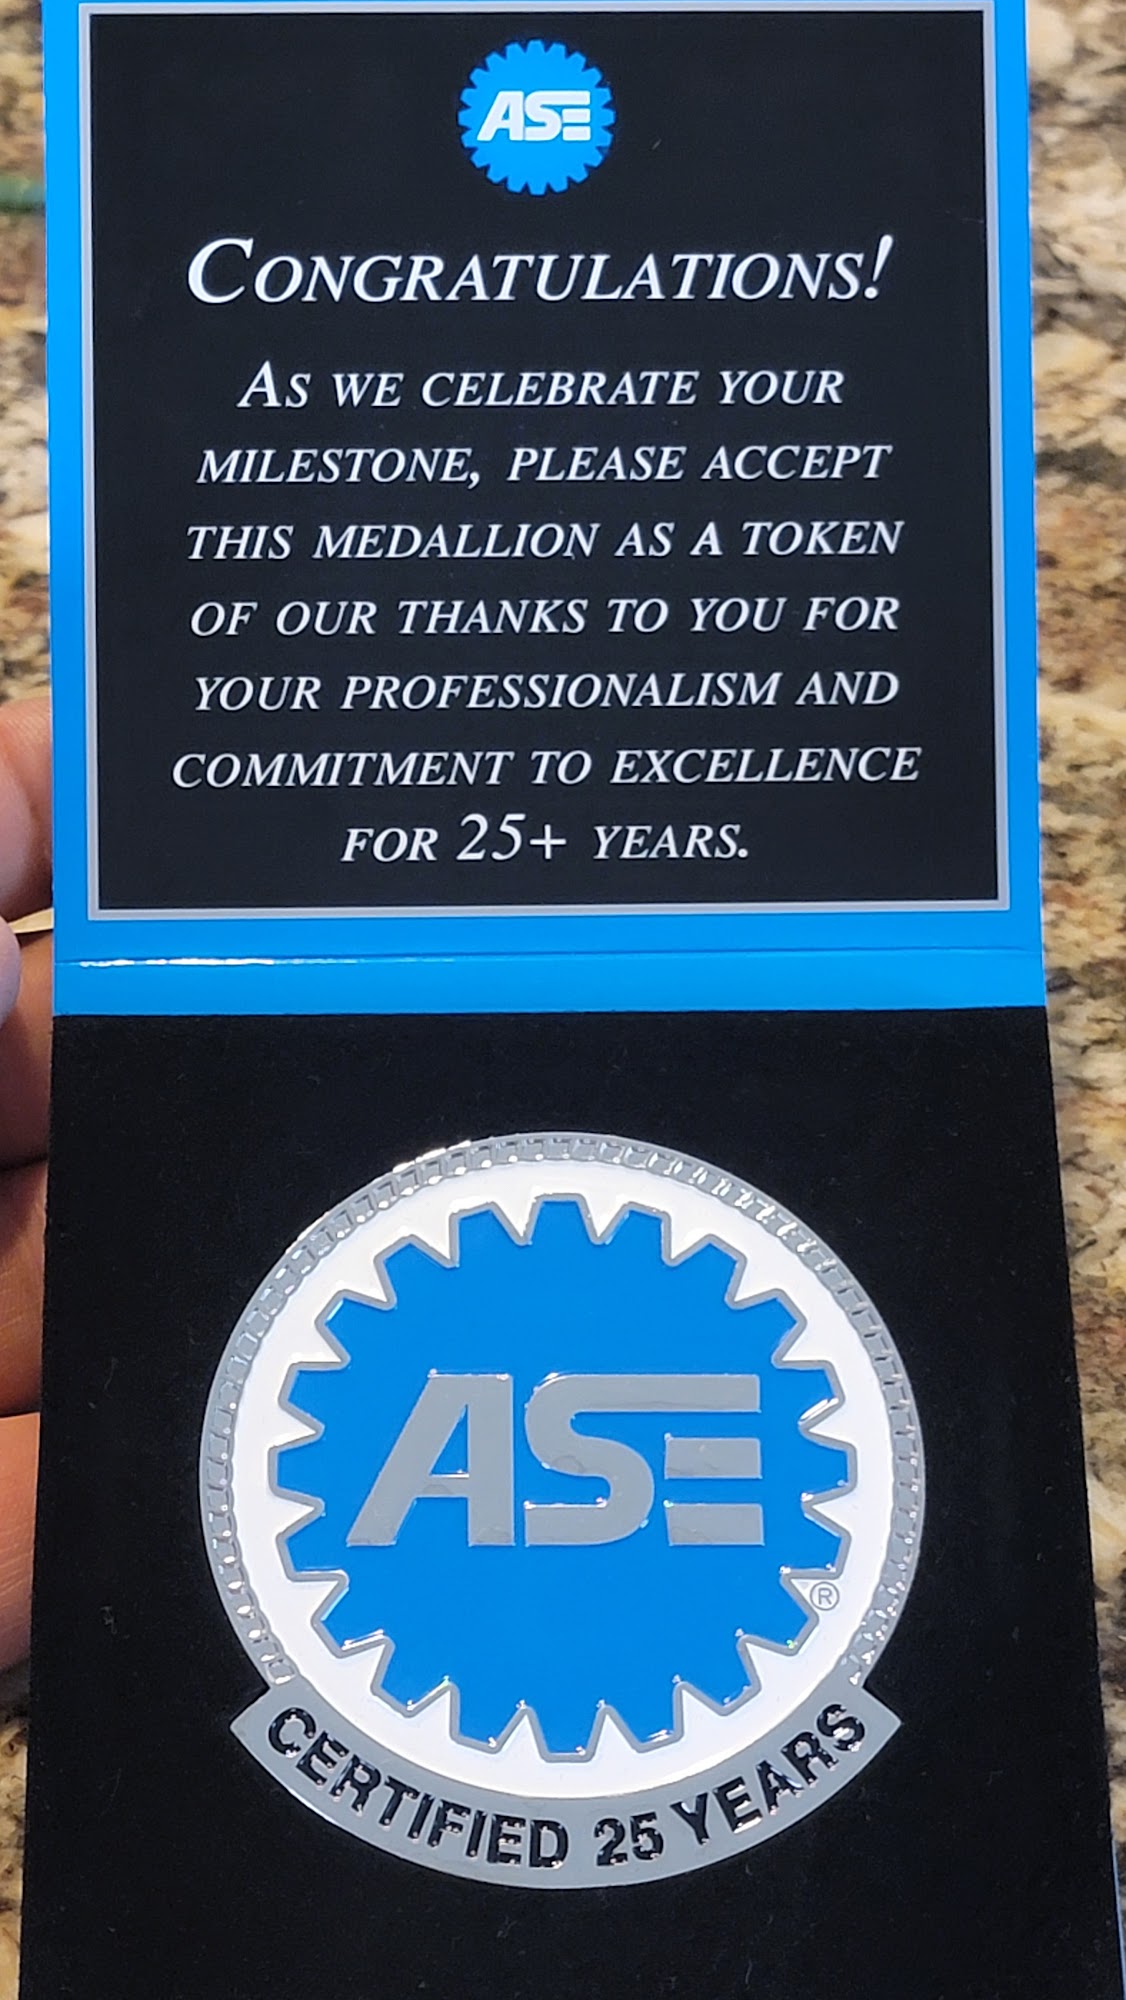 ASE
CONGRATULATIONS!
AS WE CELEBRATE YOUR
MILESTONE, PLEASE ACCEPT
THIS MEDALLION AS A TOKEN
OF OUR THANKS TO YOU FOR
YOUR PROFESSIONALISM AND
COMMITMENT TO EXCELLENCE
FOR 25+ YEARS.
ASE
®
CERTIFIED 25 YEARS